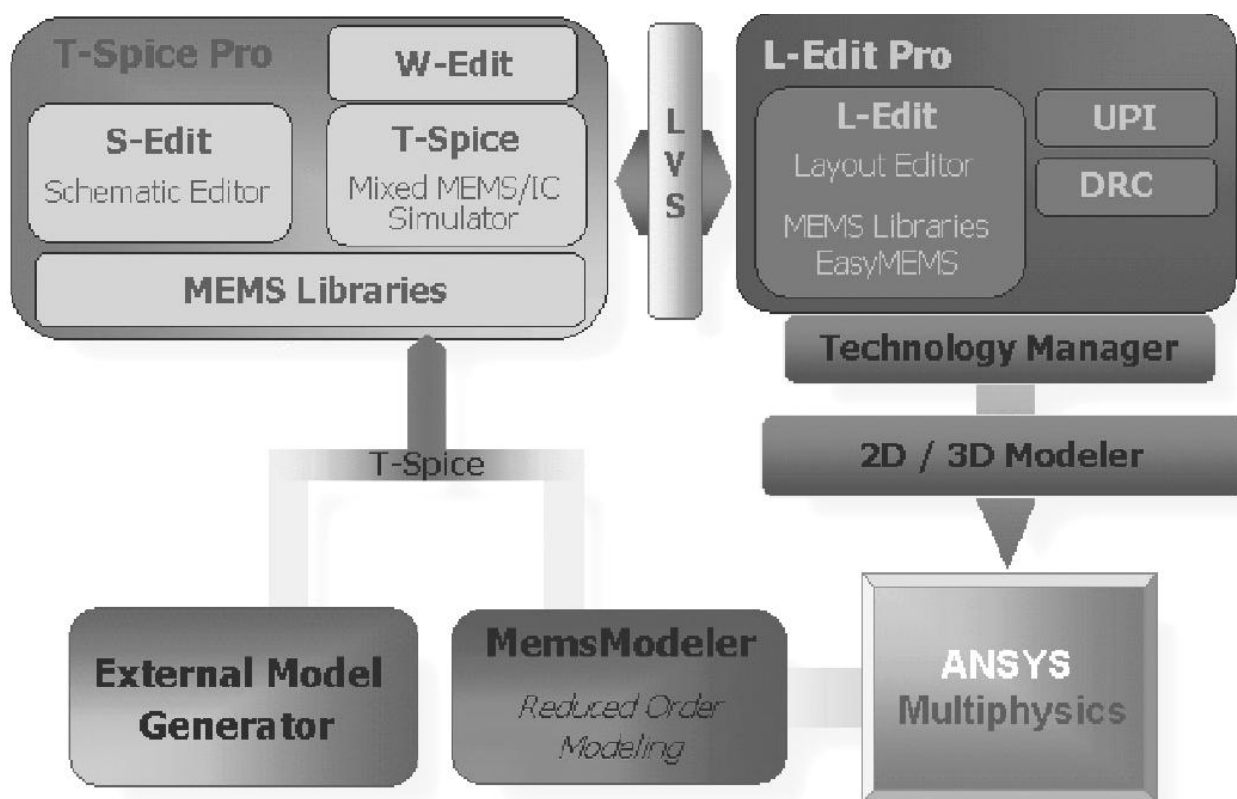 T-Spice Pro
W-Edit
S-Edit
Schematic Editor
T-Spice
Mixed MEMS/IC
Simulator
MEMS Libraries
L
V
S
L-Edit Pro
L-Edit
Layout Editor
MEMS Libraries
EasyMEMS
UPI
DRC
Technology Manager
2D / 3D Modeler
T-Spice
External Model
Generator
MemsModeler
Reduced Order
Modeling
ANSYS
Multiphysics